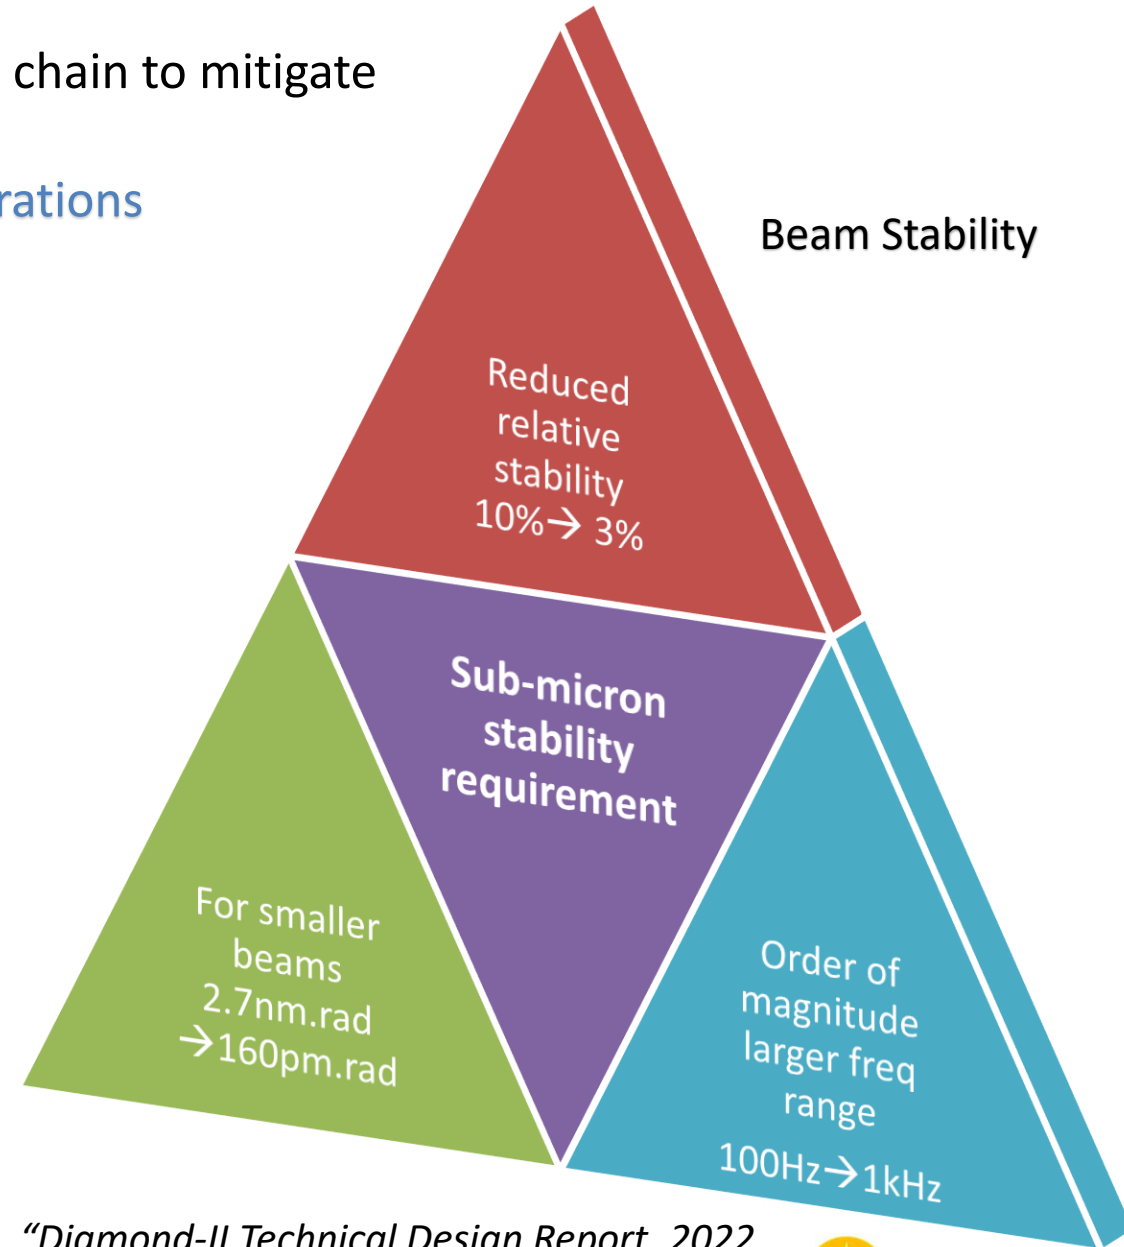 chain to mitigate
rations
Beam Stability
Reduced
relative
stability
10%→ 3%
Sub-micron
stability
requirement
For smaller
beams
2.7nm.rad
→160pm.rad
Order of
magnitude
larger freq
range
100Hz→1kHz
“Diamond-II Technical Design Report, 2022